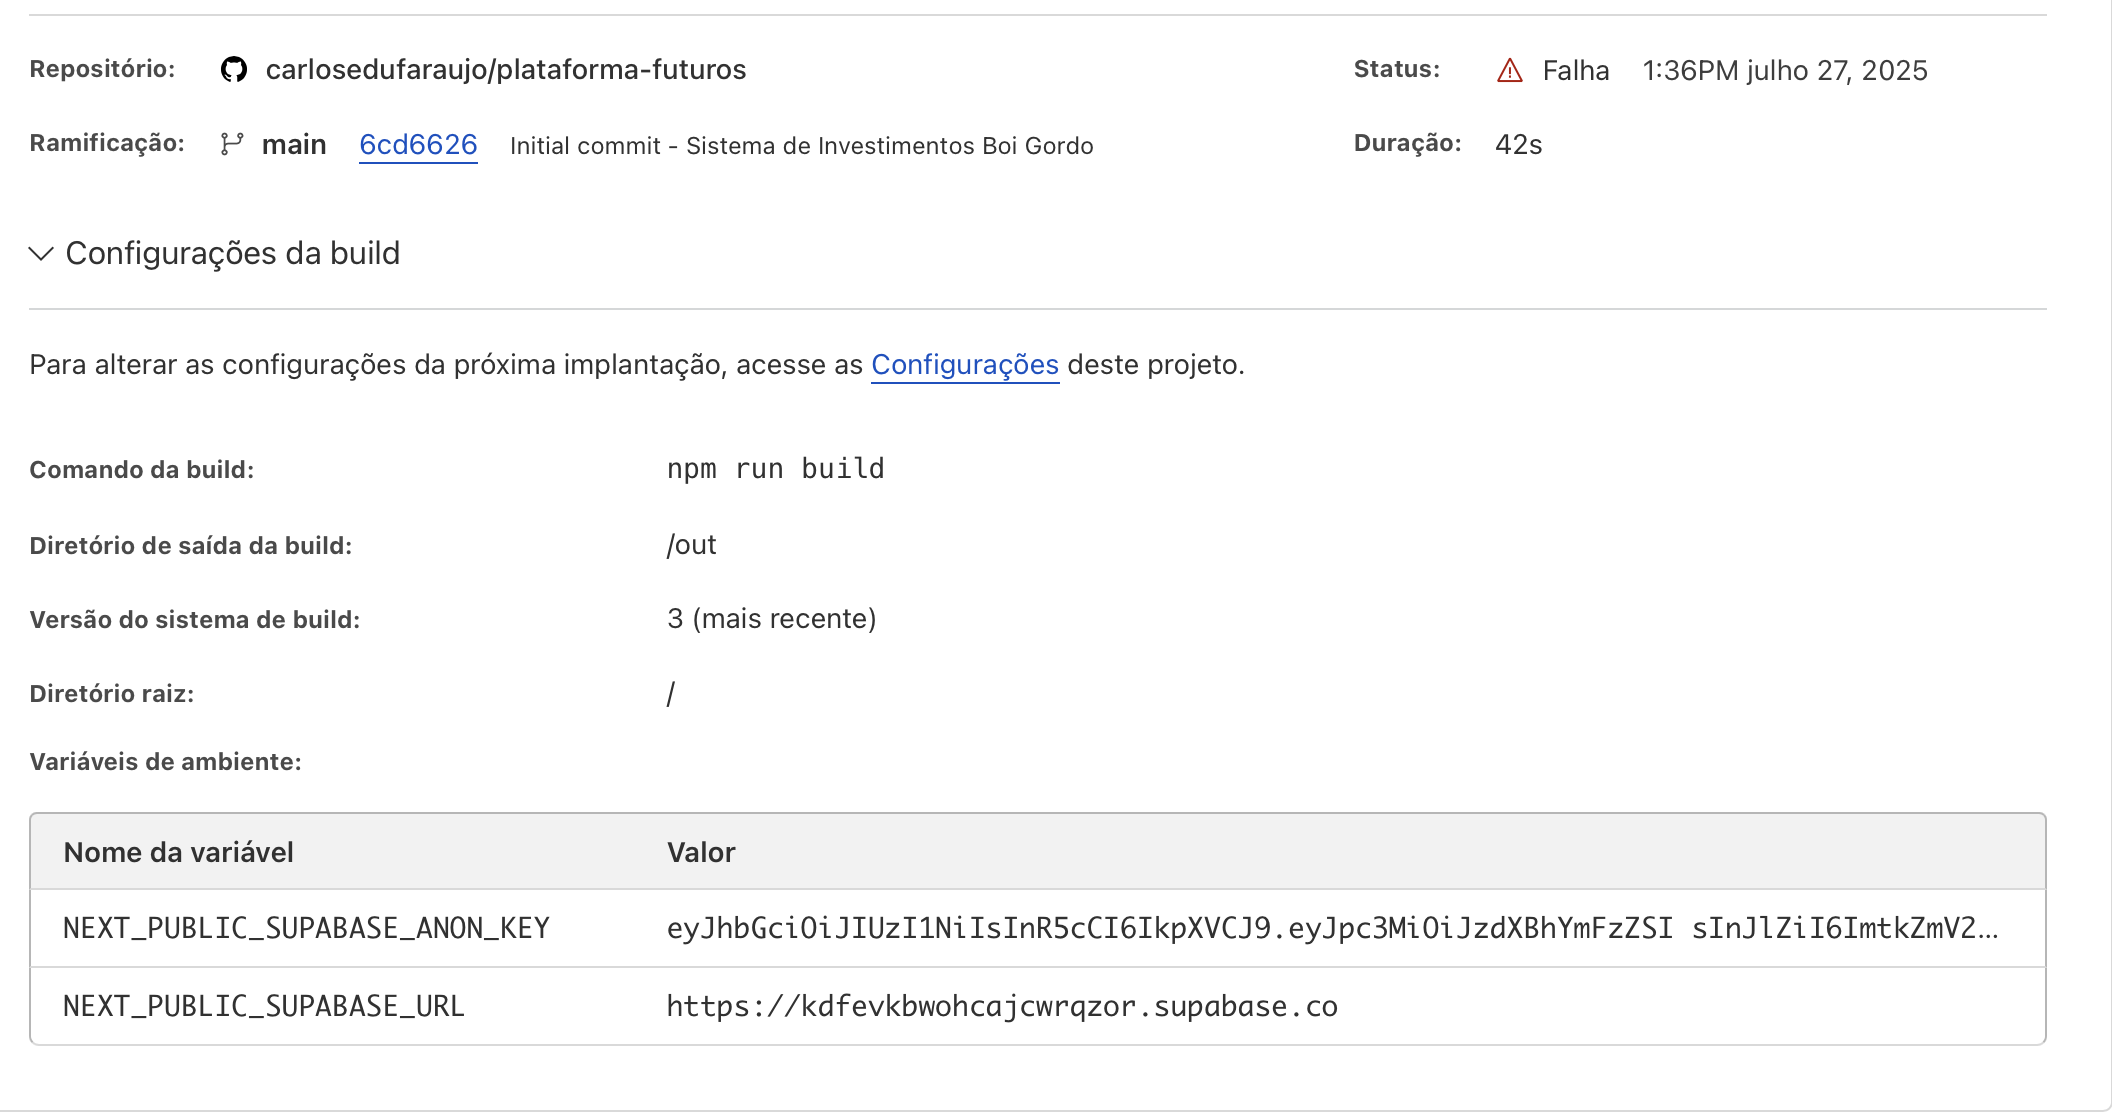 Repositório: carlosedufaraujo/plataforma-futuros Status: Falha 1:36PM julho 27, 2025
Ramificação: main 6cd6626 Initial commit - Sistema de Investimentos Boi Gordo Duração: 42s
Configurações da build
Para alterar as configurações da próxima implantação, acesse as Configurações deste projeto.
Comando da build: npm run build
Diretório de saída da build: /out
Versão do sistema de build: 3 (mais recente)
Diretório raiz: /
Variáveis de ambiente:
Nome da variável Valor
NEXT_PUBLIC_SUPABASE_ANON_KEY eyJhbGciOiJIUzI1NiIsInR5cCI6IkpXVCJ9.eyJpc3MiOiJzdXBhYmFzZSI sInJlZiI6ImtkZmV2...
NEXT_PUBLIC_SUPABASE_URL https://kdfevkbwohcajcwrqzor.supabase.co